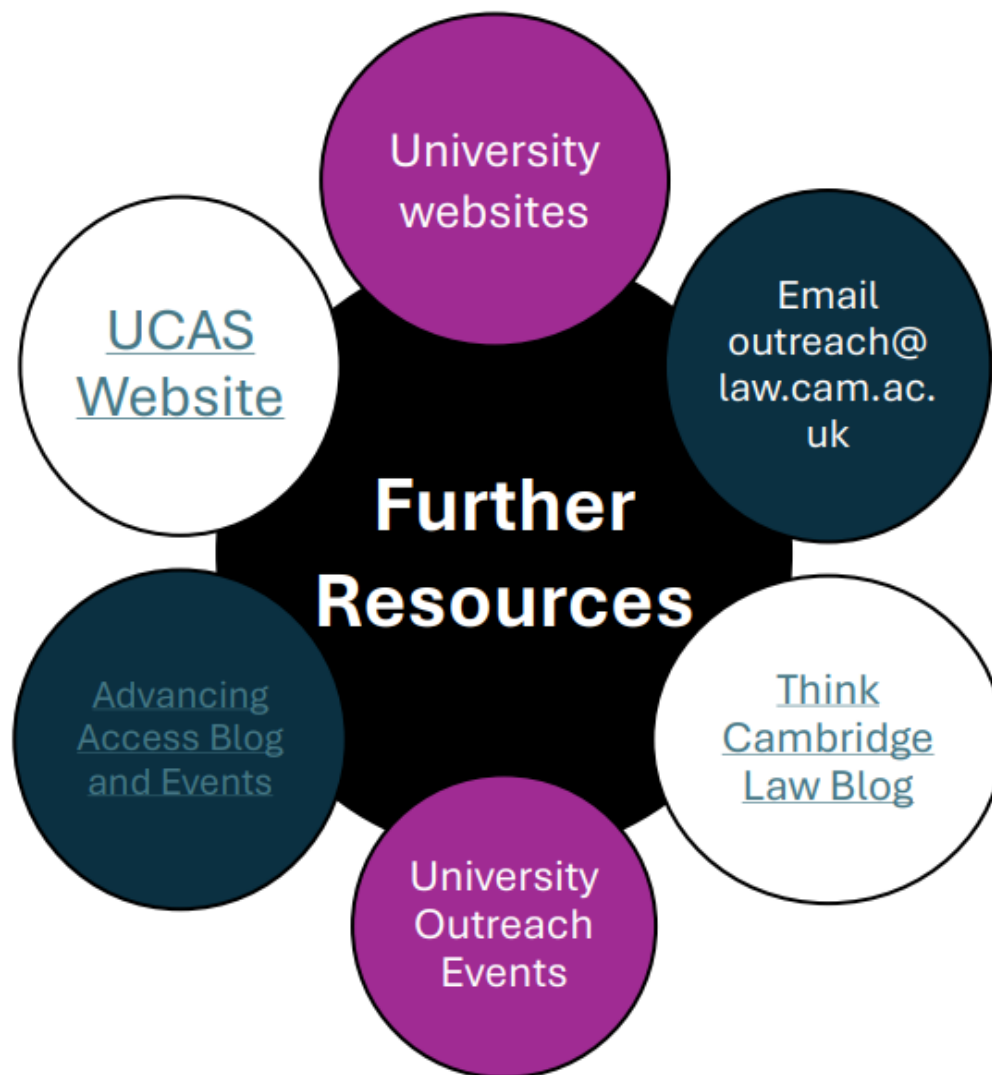 University
websites
Email
outreach@
law.cam.ac.
uk
UCAS
Website
Further
Resources
Advancing
Access Blog
and Events
Think
Cambridge
Law Blog
University
Outreach
Events